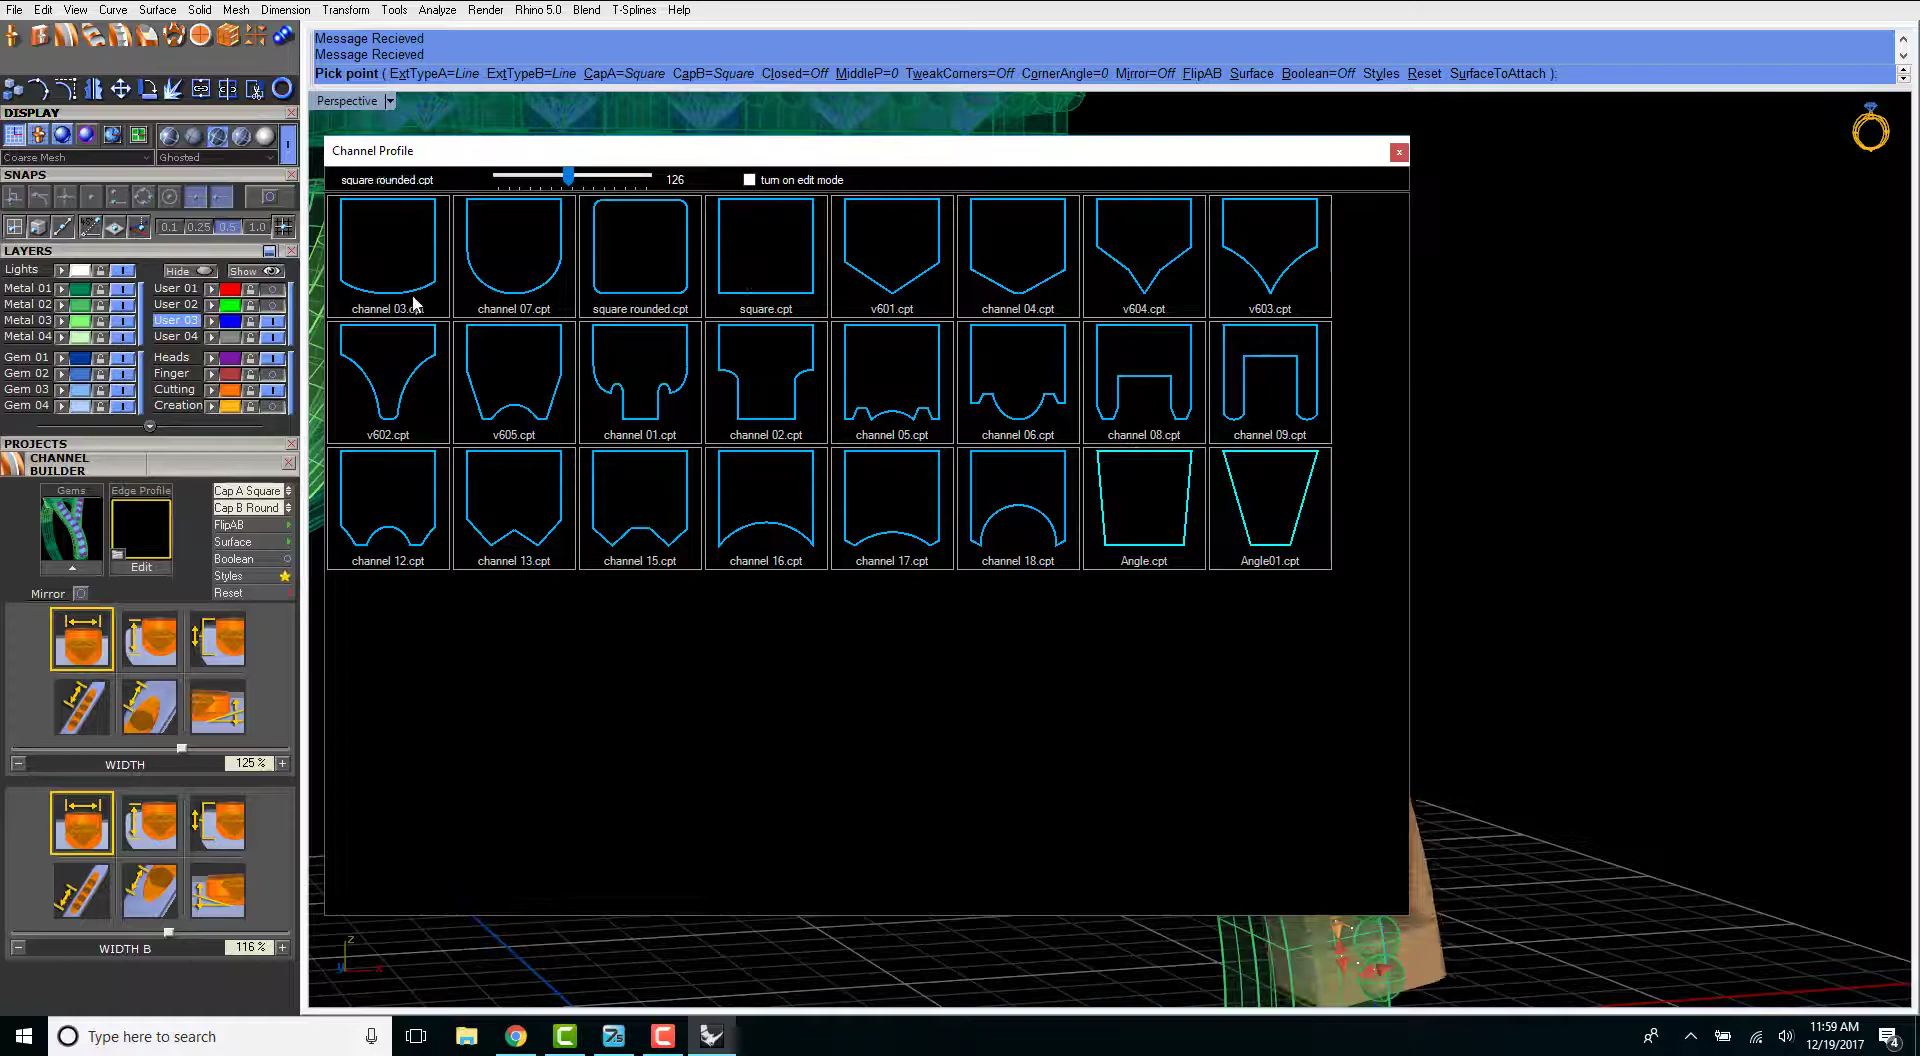 File Edit View Curve Surface Solid Mesh Dimension Transform Tools Analyze Render Rhino 5.0 Blend T-Splines Help
Message Recieved
Message Recieved
Pick point ( ExtTypeA=Line ExtTypeB=Line CapA=Square CapB=Square Closed=Off MiddleP=0 TweakCorners=Off CornerAngle=0 Mirror=Off FlipAB Surface Boolean=Off Styles Reset SurfaceToAttach ):
Perspective
DISPLAY
Coarse Mesh Ghosted
SNAPS
0.1 0.25 0.5 1.0
LAYERS
Lights Hide Show
Metal 01 User 01
Metal 02 User 02
Metal 03 User 03
Metal 04 User 04
Gem 01 Heads
Gem 02 Finger
Gem 03 Cutting
Gem 04 Creation
PROJECTS
CHANNEL
BUILDER
Gems Edge Profile Cap A Square
Cap B Round
FlipAB
Surface
Boolean
Edit
Styles
Mirror Reset
WIDTH 125 %
WIDTH B 116 %
Channel Profile x
square rounded.cpt 126 turn on edit mode
channel 07.cpt square rounded.cpt square.cpt v601.cpt channel 04.cpt v604.cpt v603.cpt
channel 03.
v602.cpt v605.cpt channel 01.cpt channel 02.cpt channel 05.cpt channel 06.cpt channel 08.cpt channel 09.cpt
channel 12.cpt channel 13.cpt channel 15.cpt channel 16.cpt channel 17.cpt channel 18.cpt Angle.cpt Angle01.cpt
z
y x
Type here to search
11:59 AM
12/19/2017
4